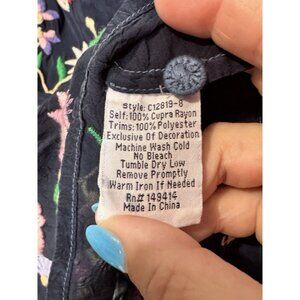 Style: C12819-8
Self: 100% Cupra Rayon
Trims: 100% Polyester
Exclusive Of Decoration
Machine Wash Cold
No Bleach
Tumble Dry Low
Remove Promptly
Warm Iron If Needed
Rn# 149414
Made In China